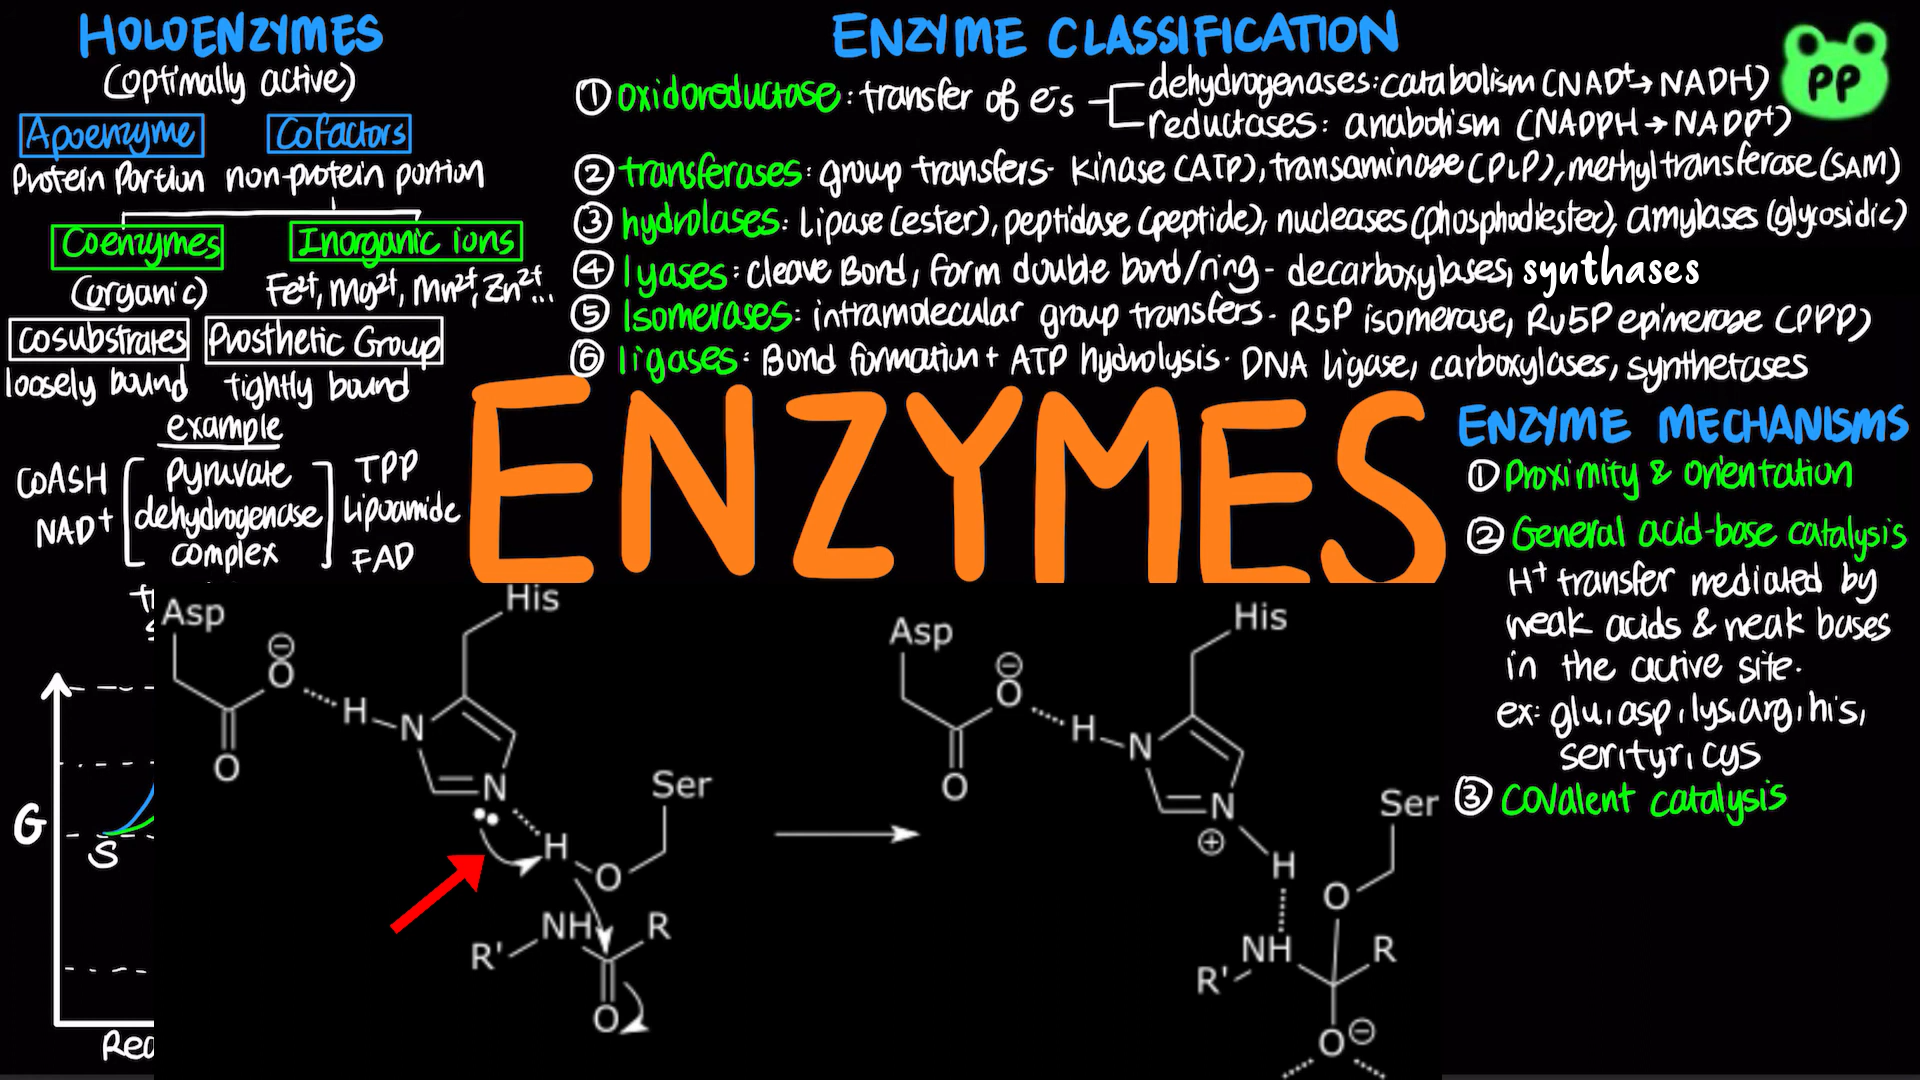 HOLOENZYMES
(optimally active)
Apoenzyme
Cofactors
Protein Portion
non-protein portion
Coenzymes
Inorganic ions
(organic)
Fe2+, Mg2+, Mn2+, Zn2+...
cosubstrates
Prosthetic Group
loosely bound
tightly bound
example
CoASH
NAD+
pyruvate
dehydrogenase
complex
TPP
Lipoamide
FAD
ENZYME CLASSIFICATION
① oxidoreductase: transfer of e-s
dehydrogenases: catabolism (NAD+→ NADH)
reductases: anabolism (NADPH → NADP+)
② transferases: group transfers- kinase (ATP), transaminase (PLP), methyltransferase (SAM)
③ hydrolases: lipase (ester), peptidase (peptide), nucleases (phosphodiester), amylases (glycosidic)
④ lyases: cleave Bond, form double bond/ring - decarboxylases, synthases
⑤ Isomerases: intramolecular group transfers- R5P isomerase, Ru5P epimerase (PPP)
⑥ ligases: Bond formation + ATP hydrolysis- DNA ligase, carboxylases, synthetases
PP
ENZYMES
ENZYME MECHANISMS
① Proximity & orientation
② General acid-base catalysis
H+ transfer mediated by
weak acids & weak bases
in the active site.
ex: glu, asp, lys, arg, his,
ser, tyr, cys
③ Covalent catalysis
G
S
Asp
His
O
⊖
H
N
O
N
Ser
H
O
NH
R
R'
O
Asp
His
O
⊖
H
N
O
N
⊕
Ser
H
O
NH
R
R'
O⊖